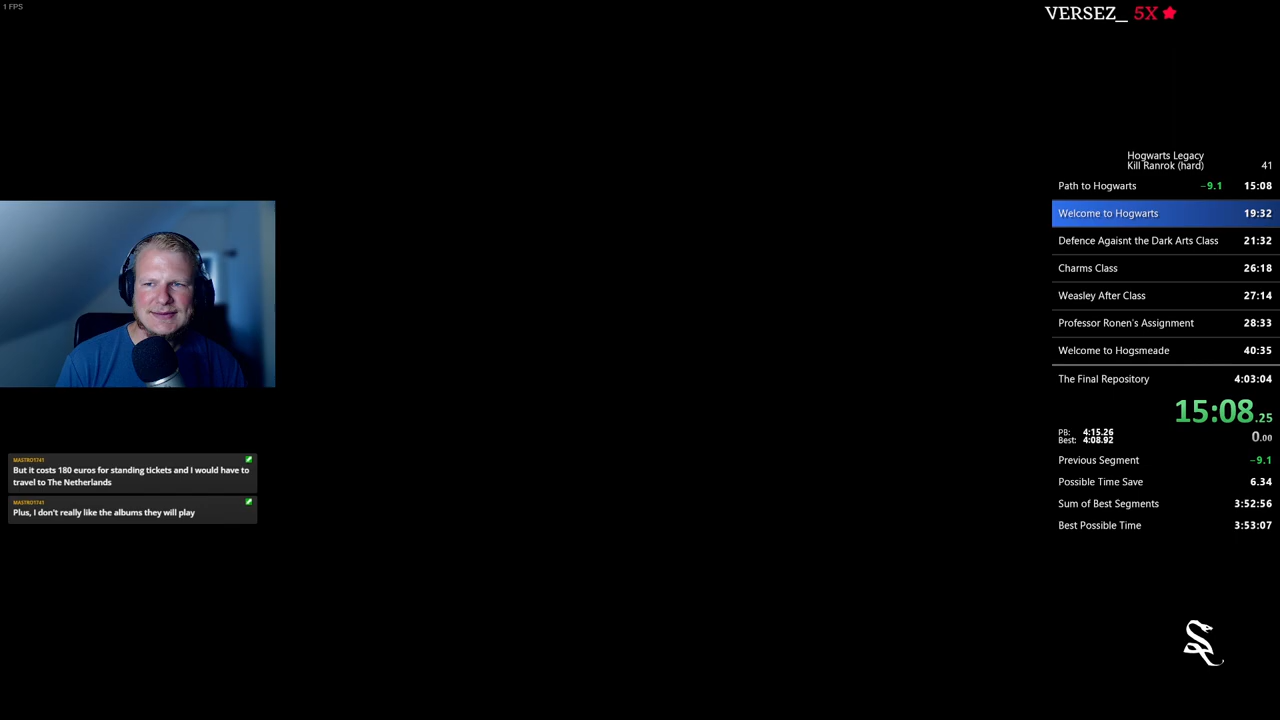 1 FPS
VERSEZ_ 5X
Hogwarts Legacy
Kill Ranrok (hard) 41
Path to Hogwarts −9.1 15:08
Welcome to Hogwarts 19:32
Defence Agaisnt the Dark Arts Class 21:32
Charms Class 26:18
Weasley After Class 27:14
Professor Ronen's Assignment 28:33
Welcome to Hogsmeade 40:35
The Final Repository 4:03:04
15:08.25
PB: 4:15.26
Best: 4:08.92 0.00
Previous Segment −9.1
Possible Time Save 6.34
Sum of Best Segments 3:52:56
Best Possible Time 3:53:07
MASTRO1741
But it costs 180 euros for standing tickets and I would have to
travel to The Netherlands
MASTRO1741
Plus, I don't really like the albums they will play